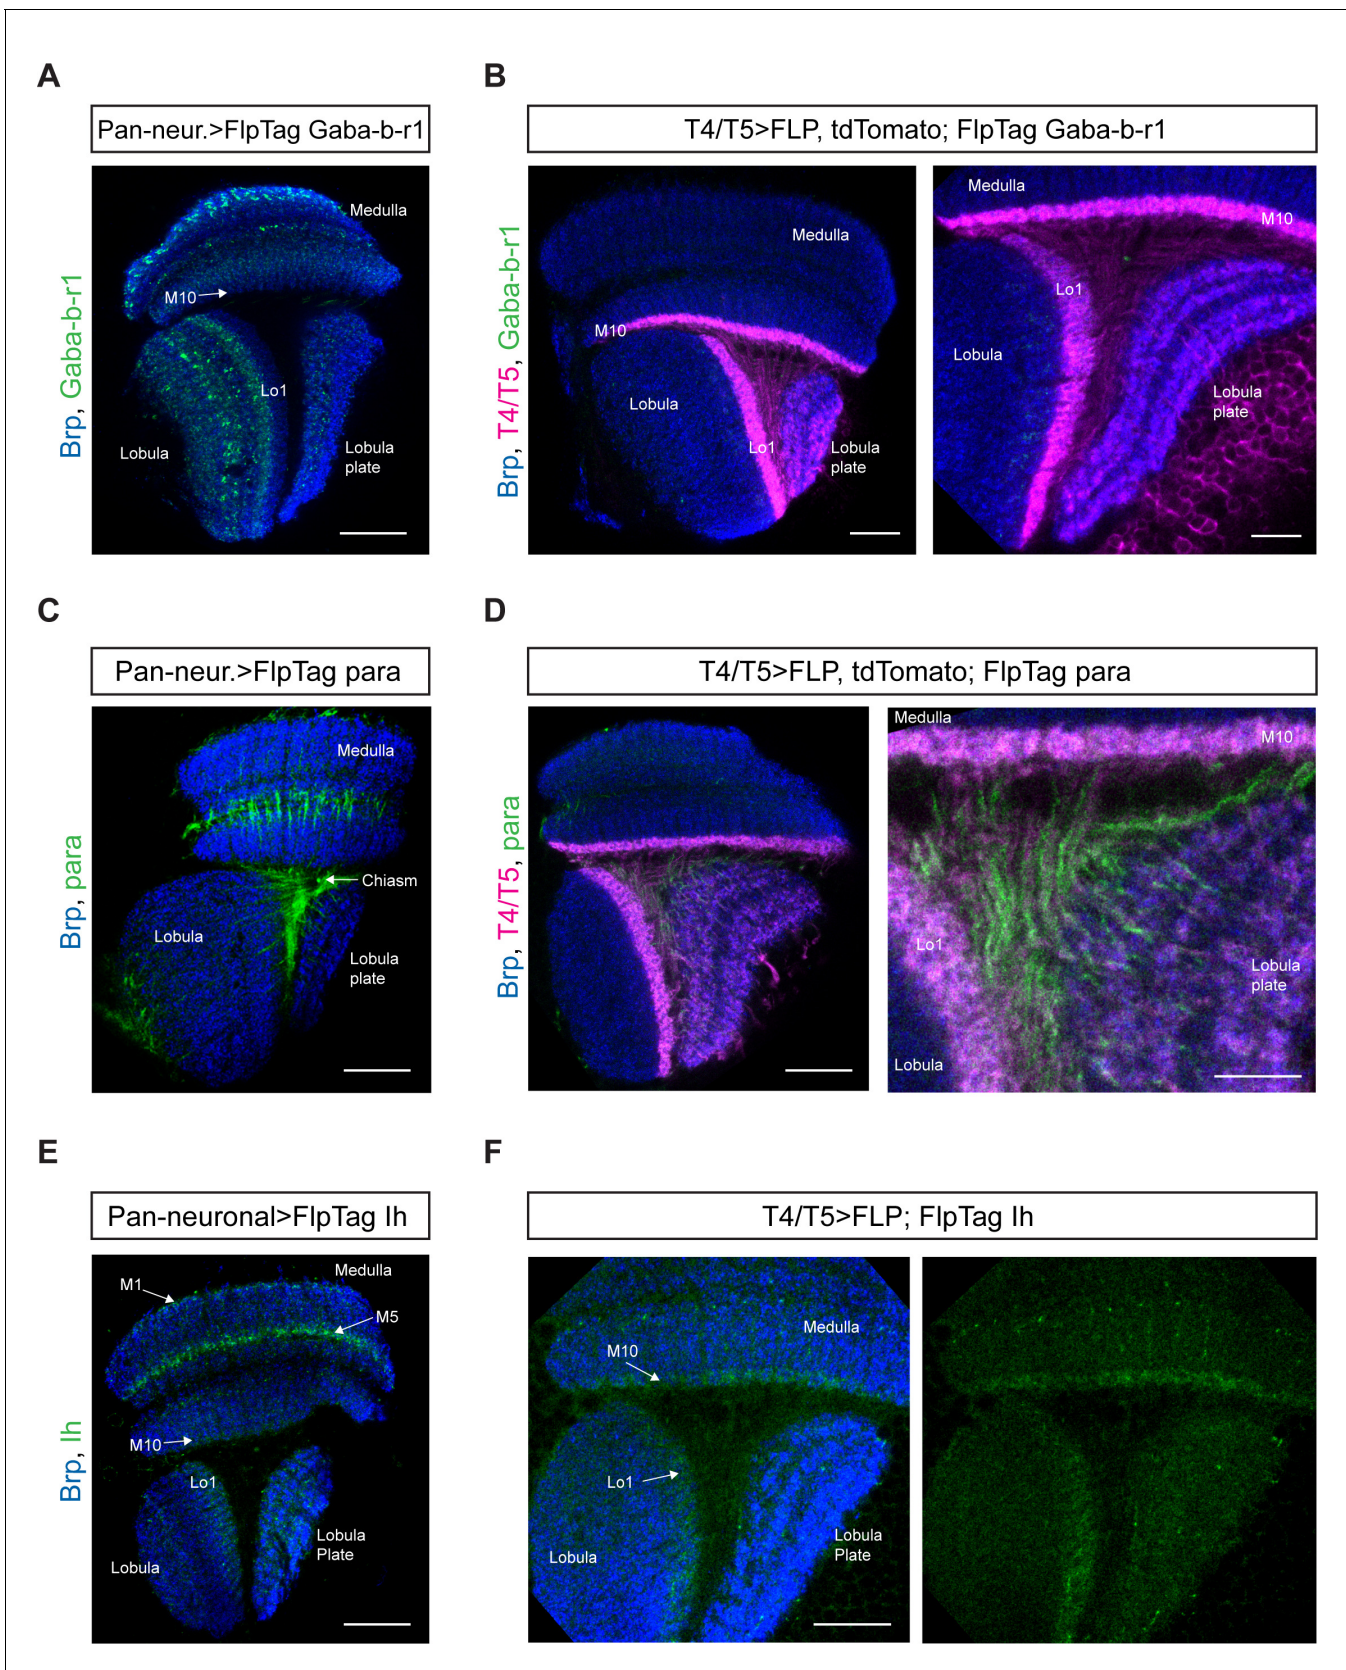 A
Pan-neur.>FlpTag Gaba-b-r1
Brp, Gaba-b-r1
Medulla
M10
Lo1
Lobula
Lobula
plate
B
T4/T5>FLP, tdTomato; FlpTag Gaba-b-r1
Brp, T4/T5, Gaba-b-r1
Medulla
M10
Lobula
Lo1
Lobula
plate
Medulla
M10
Lo1
Lobula
Lobula
plate
C
Pan-neur.>FlpTag para
Brp, para
Medulla
Chiasm
Lobula
Lobula
plate
D
T4/T5>FLP, tdTomato; FlpTag para
Brp, T4/T5, para
Medulla
M10
Lo1
Lobula
plate
Lobula
E
Pan-neuronal>FlpTag Ih
Brp, Ih
Medulla
M1
M5
M10
Lo1
Lobula
Plate
Lobula
F
T4/T5>FLP; FlpTag Ih
Medulla
M10
Lo1
Lobula
Lobula
Plate